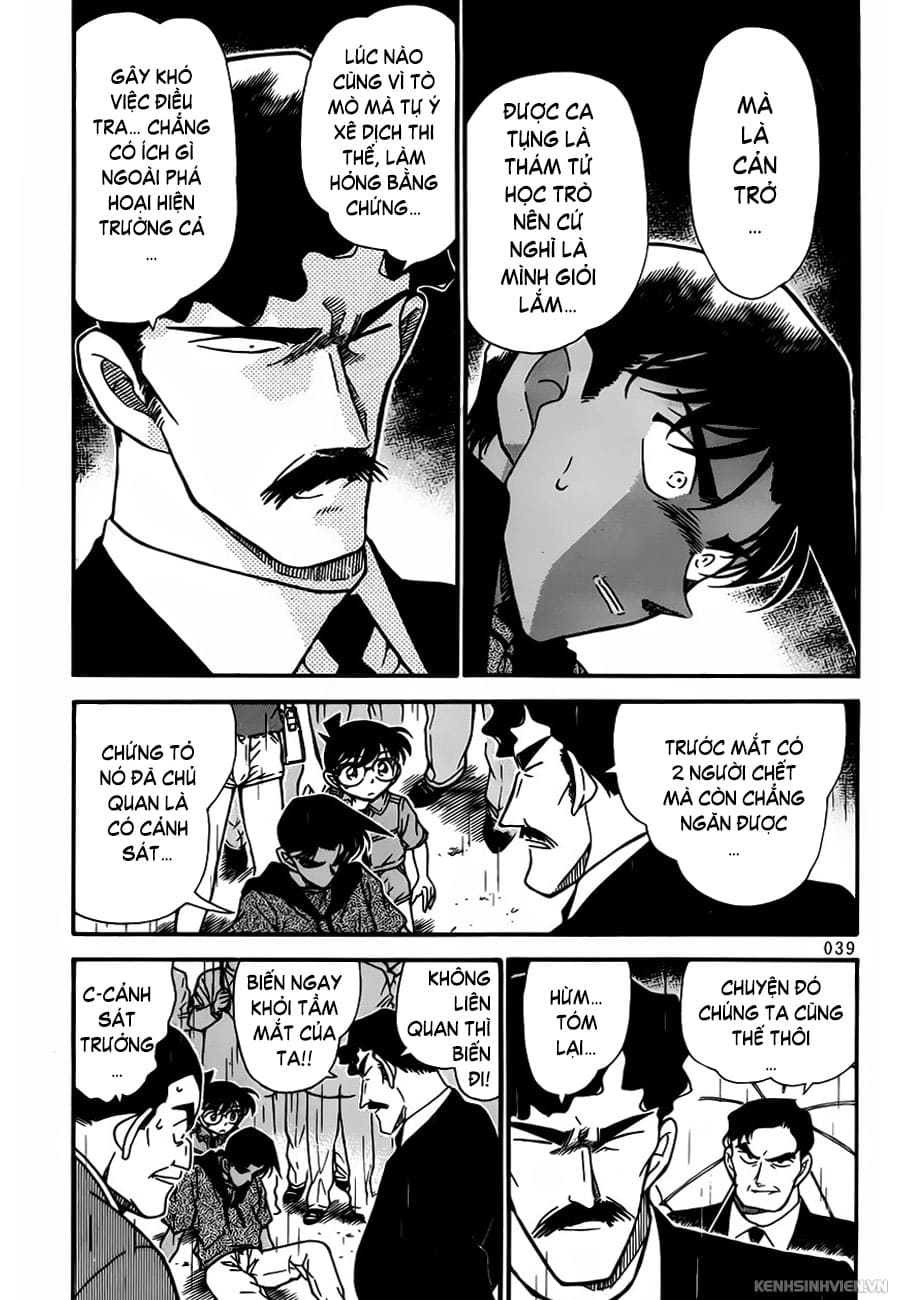 MÀ
LÀ
CẢN
TRỞ
...
ĐƯỢC CA
TỤNG LÀ
THÁM TỬ
HỌC TRÒ
NÊN CỨ
NGHĨ LÀ
MÌNH GIỎI
LẮM...
LÚC NÀO
CŨNG VÌ TÒ
MÒ MÀ TỰ Ý
XÊ DỊCH THI
THỂ, LÀM
HỎNG BẰNG
CHỨNG...
GÂY KHÓ
VIỆC ĐIỀU
TRA... CHẲNG
CÓ ÍCH GÌ
NGOÀI PHÁ
HOẠI HIỆN
TRƯỜNG CẢ
...
TRƯỚC MẮT CÓ
2 NGƯỜI CHẾT
MÀ CÒN CHẲNG
NGĂN ĐƯỢC
...
CHỨNG TỎ
NÓ ĐÃ CHỦ
QUAN LÀ
CÓ CẢNH
SÁT...
039
CHUYỆN ĐÓ
CHÚNG TA CŨNG
THẾ THÔI
HỪM...
TÓM
LẠI...
KHÔNG
LIÊN
QUAN THÌ
BIẾN
ĐI!
BIẾN NGAY
KHỎI TẦM
MẮT CỦA
TA!!
C-CẢNH
SÁT
TRƯỞNG
...
KENHSINHVIEN.VN